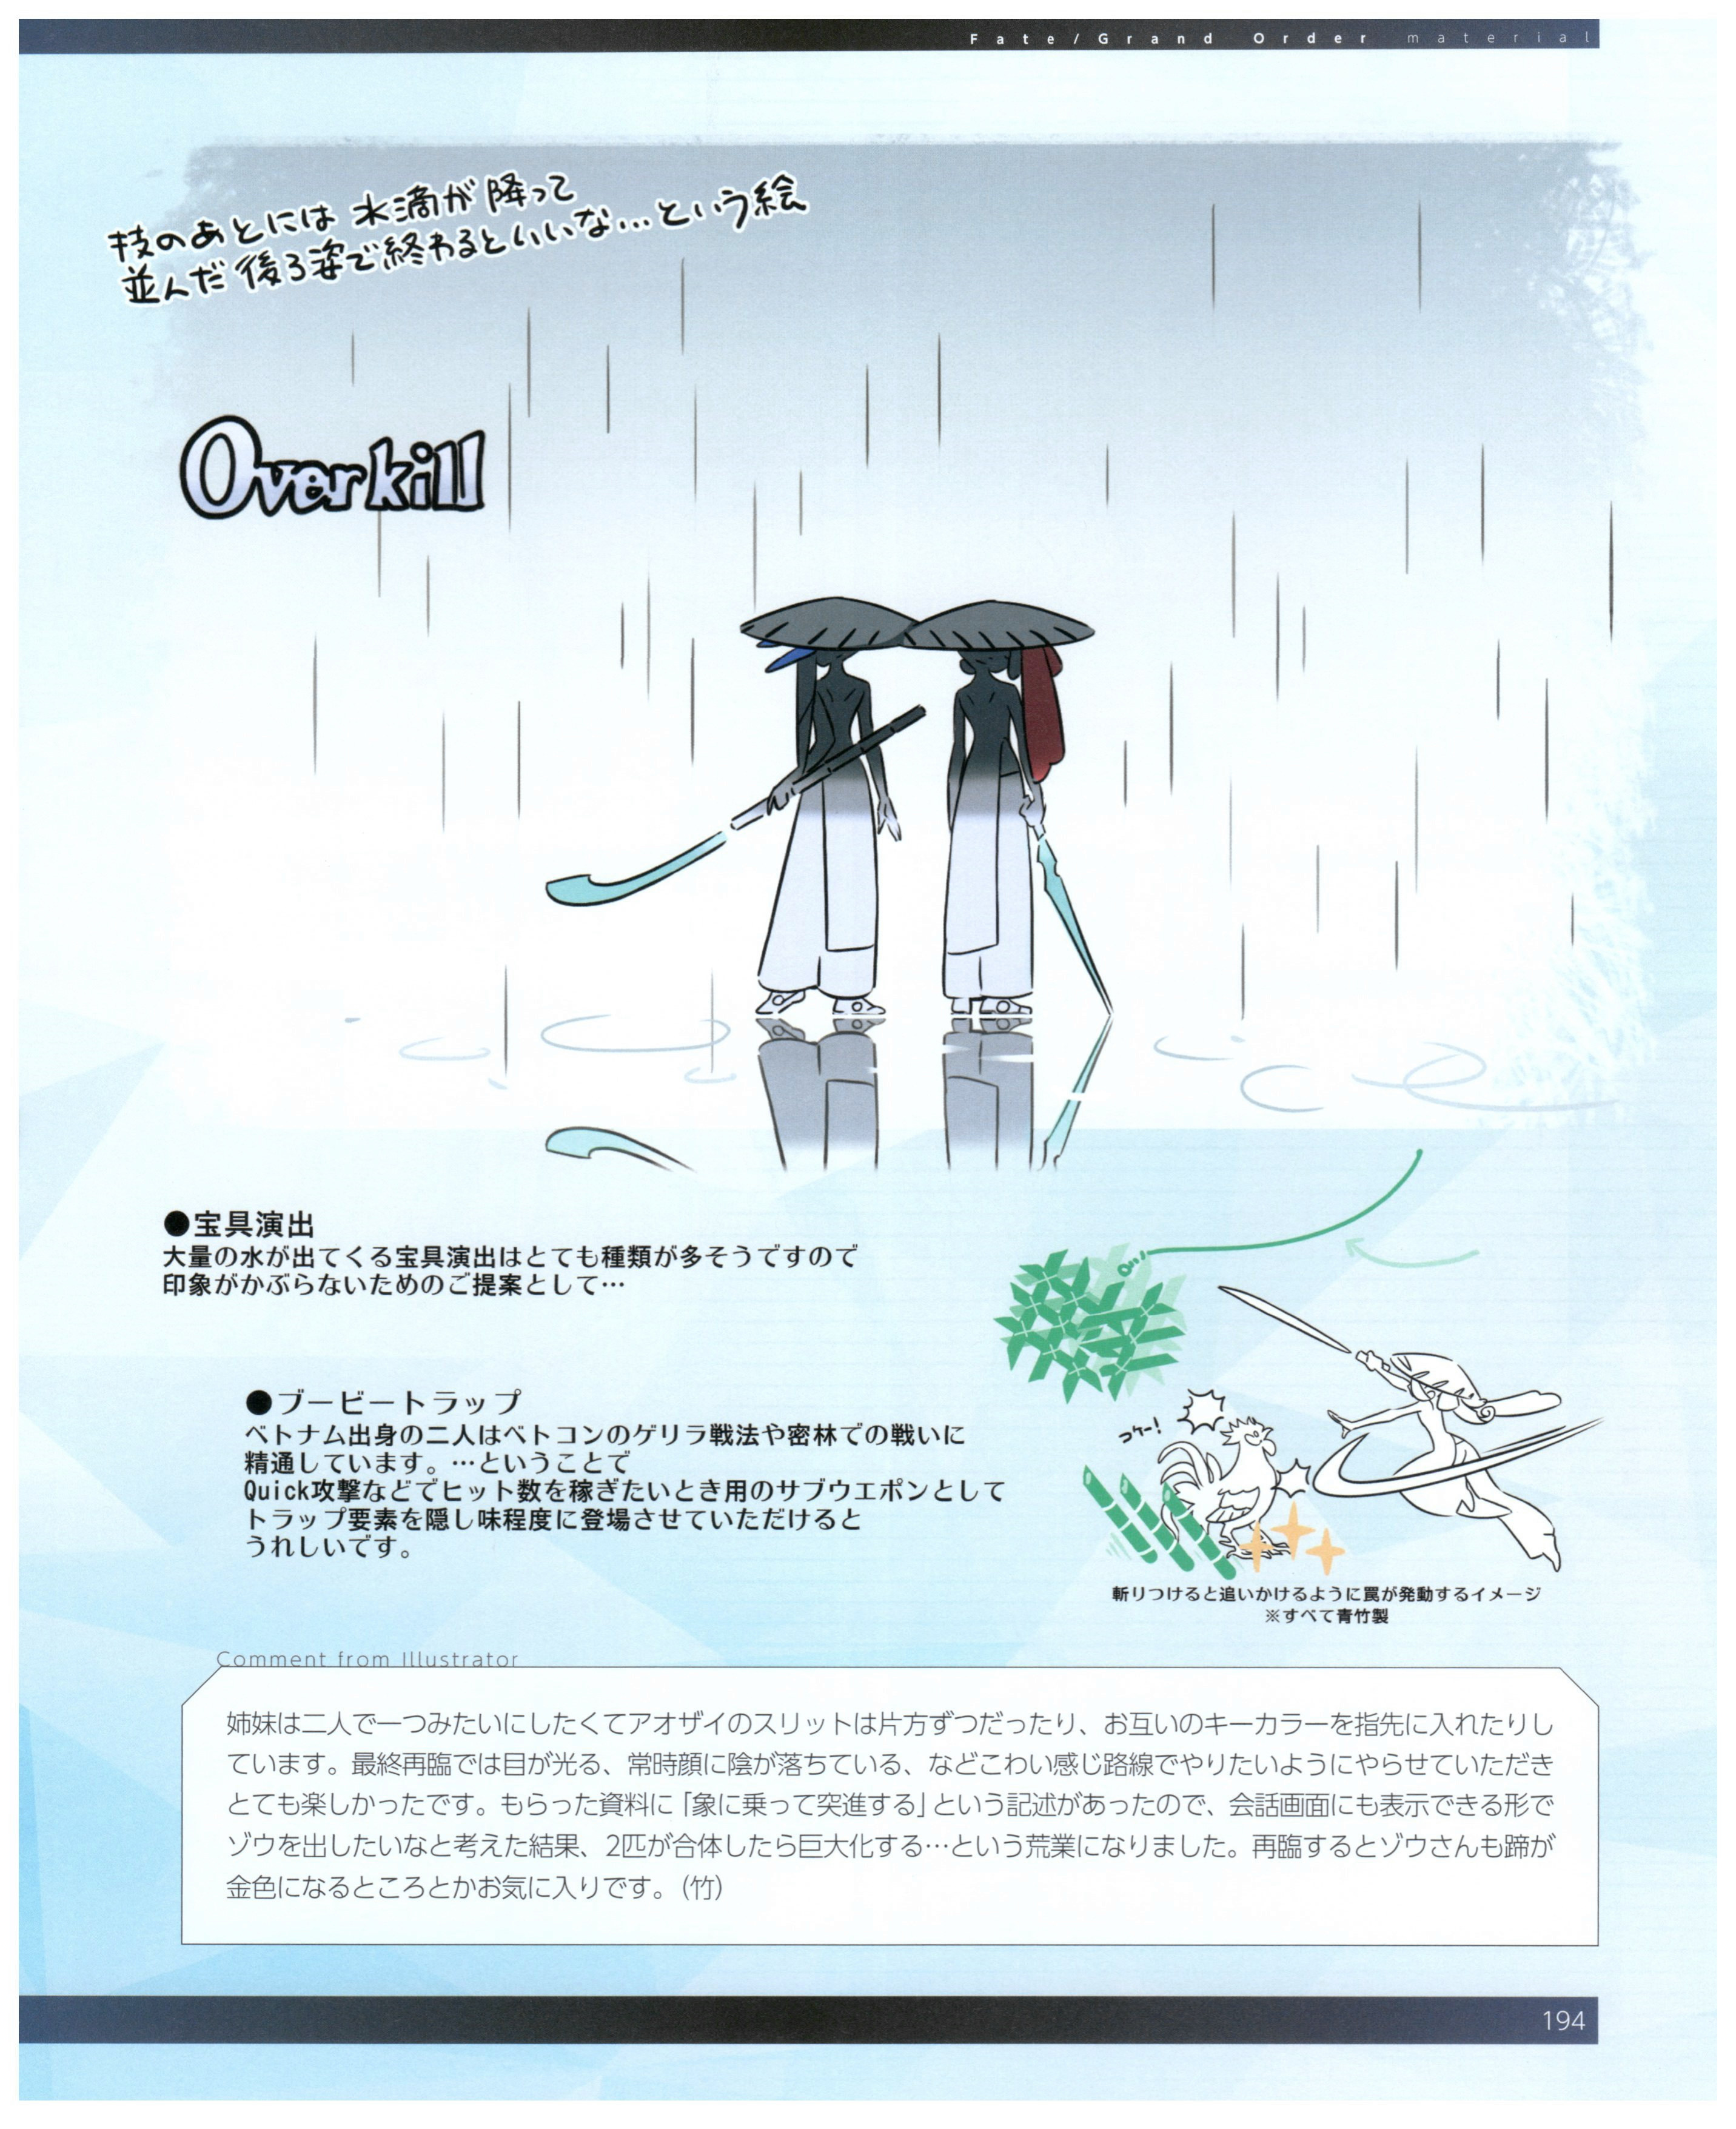 Fate/Grand Order material
技のあとには 水滴が降って
並んだ後ろ姿で終わるといいな…という絵
Overkill
●宝具演出
大量の水が出てくる宝具演出はとても種類が多そうですので
印象がかぶらないためのご提案として…
●ブービートラップ
ベトナム出身の二人はベトコンのゲリラ戦法や密林での戦いに
精通しています。…ということで
Quick攻撃などでヒット数を稼ぎたいとき用のサブウエポンとして
トラップ要素を隠し味程度に登場させていただけると
うれしいです。
コケー!
斬りつけると追いかけるように罠が発動するイメージ
※すべて青竹製
Comment from Illustrator
姉妹は二人で一つみたいにしたくてアオザイのスリットは片方ずつだったり、お互いのキーカラーを指先に入れたりし
ています。最終再臨では目が光る、常時顔に陰が落ちている、などこわい感じ路線でやりたいようにやらせていただき
とても楽しかったです。もらった資料に「象に乗って突進する」という記述があったので、会話画面にも表示できる形で
ゾウを出したいなと考えた結果、2匹が合体したら巨大化する…という荒業になりました。再臨するとゾウさんも蹄が
金色になるところとかお気に入りです。（竹）
194